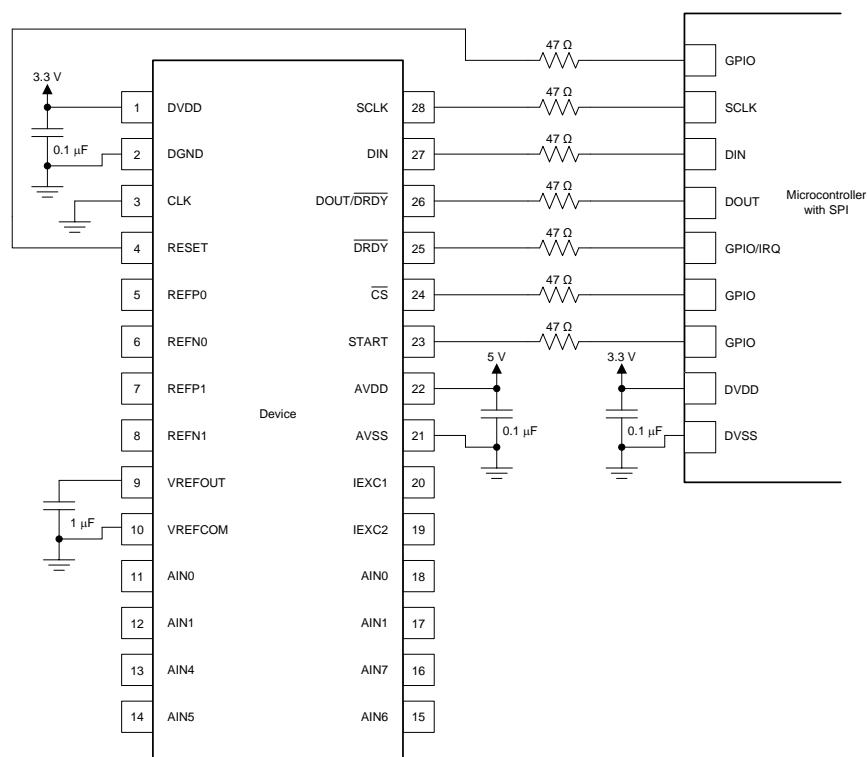 47 Ω
GPIO
3.3 V
1 DVDD SCLK 28
47 Ω
SCLK
0.1 μF
2 DGND DIN 27
47 Ω
DIN
3 CLK DOUT/DRDY 26
47 Ω
DOUT
Microcontroller
with SPI
4 RESET DRDY 25
47 Ω
GPIO/IRQ
5 REFP0 CS 24
47 Ω
GPIO
6 REFN0 START 23
47 Ω
GPIO
5 V
3.3 V
7 REFP1 AVDD 22
DVDD
Device
0.1 μF
0.1 μF
8 REFN1 AVSS 21
DVSS
9 VREFOUT IEXC1 20
1 μF
10 VREFCOM IEXC2 19
11 AIN0 AIN0 18
12 AIN1 AIN1 17
13 AIN4 AIN7 16
14 AIN5 AIN6 15